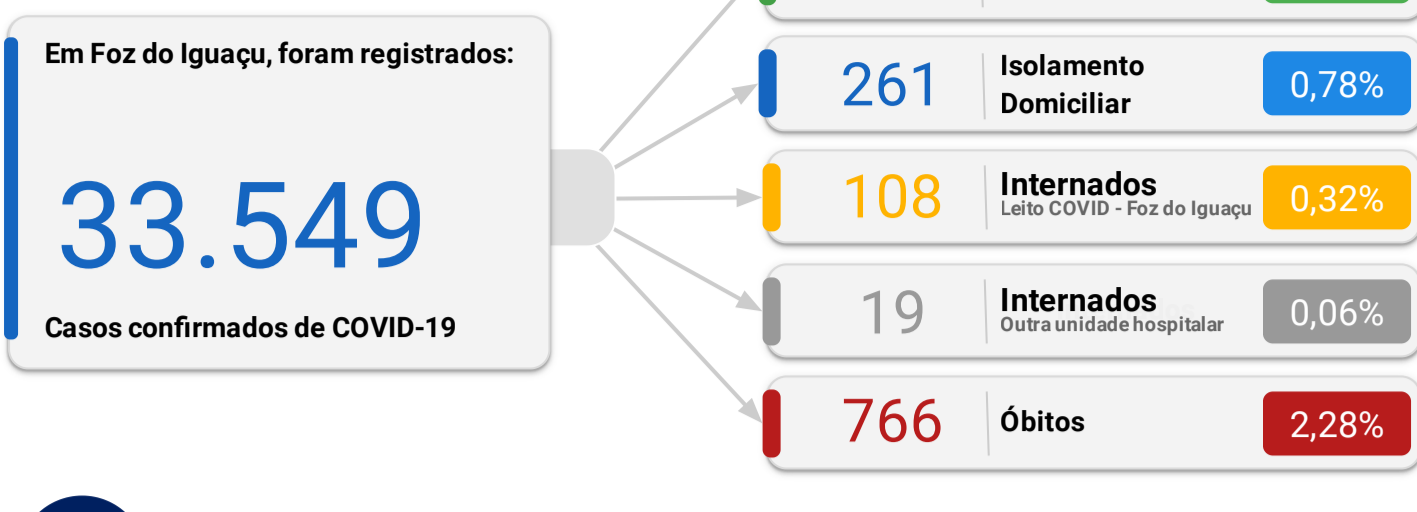 Em Foz do Iguaçu, foram registrados:
33.549
Casos confirmados de COVID-19
261
Isolamento
Domiciliar
0,78%
108
Internados
Leito COVID - Foz do Iguaçu
0,32%
19
Internados
Outra unidade hospitalar
0,06%
766
Óbitos
2,28%